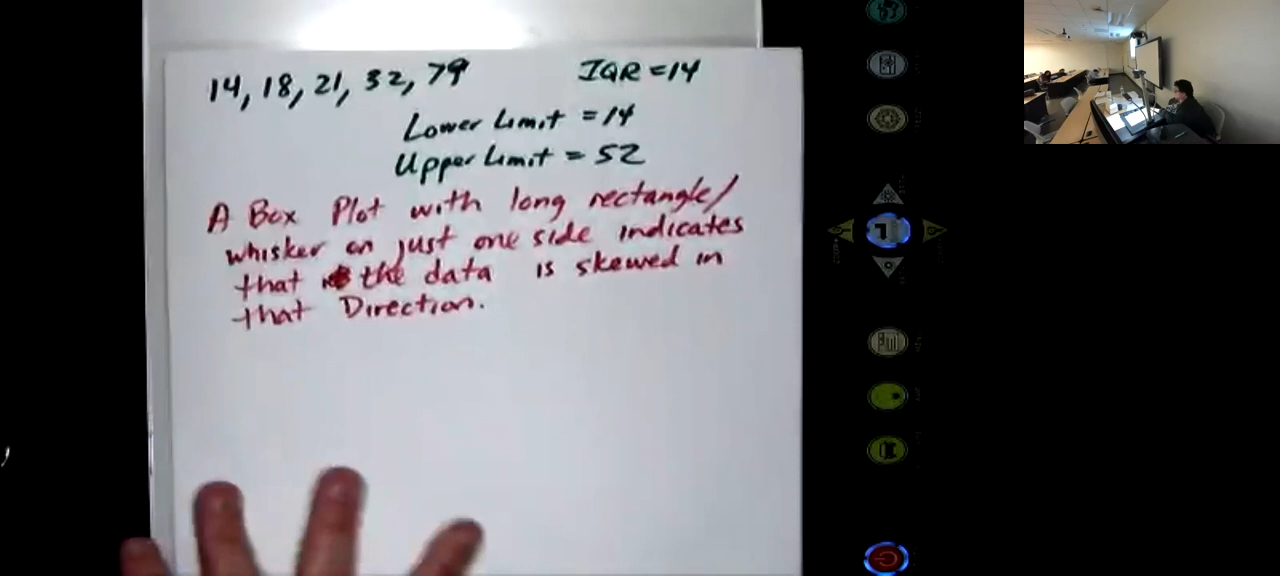 14, 18, 21, 32, 79 IQR = 14
Lower Limit = 14
Upper Limit = 52
A Box Plot with long rectangle/
whisker on just one side indicates
that the data is skewed in
that Direction.